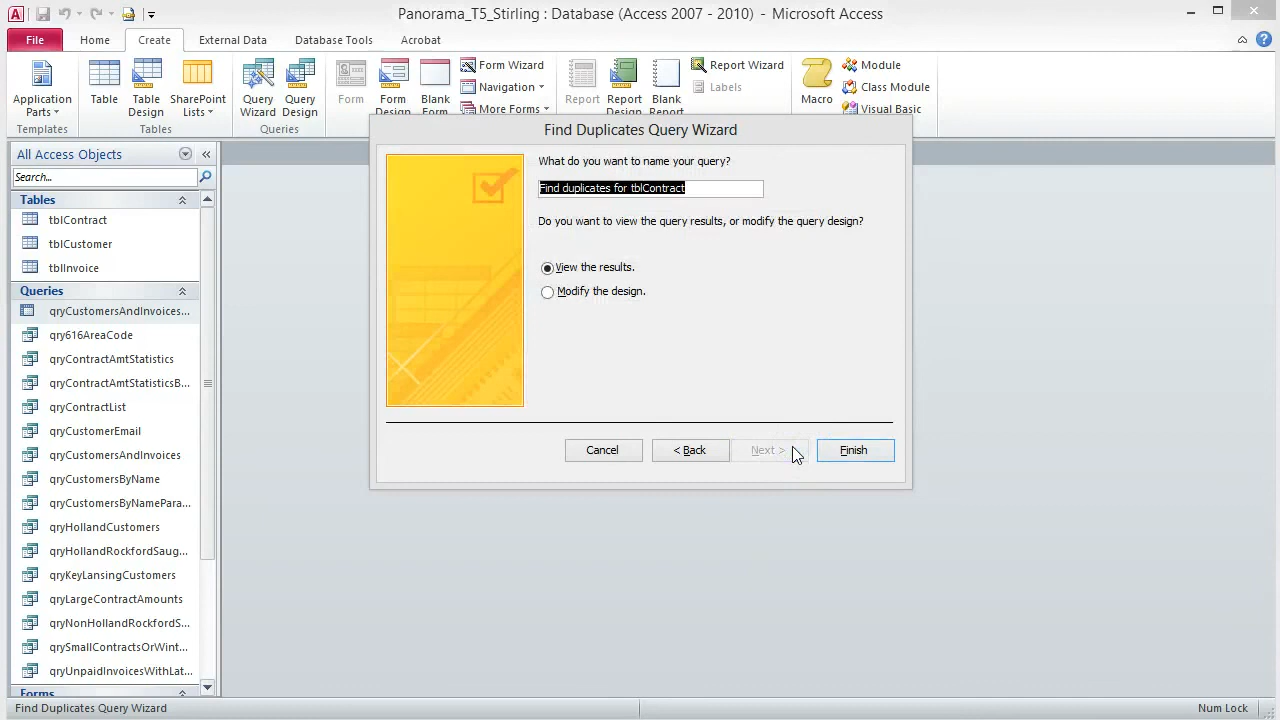 Panorama_T5_Stirling : Database (Access 2007 - 2010) - Microsoft Access
File Home Create External Data Database Tools Acrobat
Application Parts
Templates
Table
Table Design
SharePoint Lists
Tables
Query Wizard
Query Design
Queries
Form
Form Design
Blank Form
Form Wizard
Navigation
More Forms
Report
Report Design
Blank Report
Report Wizard
Labels
Macro
Module
Class Module
Visual Basic
All Access Objects
Search...
Tables
tblContract
tblCustomer
tblInvoice
Queries
qryCustomersAndInvoices...
qry616AreaCode
qryContractAmtStatistics
qryContractAmtStatisticsB...
qryContractList
qryCustomerEmail
qryCustomersAndInvoices
qryCustomersByName
qryCustomersByNamePara...
qryHollandCustomers
qryHollandRockfordSaug...
qryKeyLansingCustomers
qryLargeContractAmounts
qryNonHollandRockfordS...
qrySmallContractsOrWint...
qryUnpaidInvoicesWithLat...
Forms
Find Duplicates Query Wizard
What do you want to name your query?
Find duplicates for tblContract
Do you want to view the query results, or modify the query design?
View the results.
Modify the design.
Cancel < Back Next > Finish
Find Duplicates Query Wizard
Num Lock